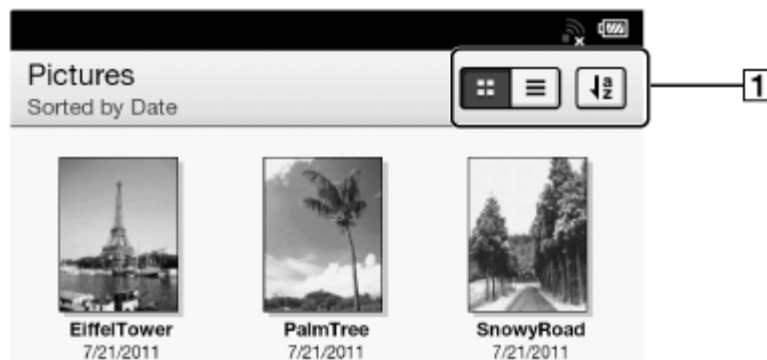 Pictures
Sorted by Date
a
z
1
EiffelTower
PalmTree
SnowyRoad
7/21/2011
7/21/2011
7/21/2011